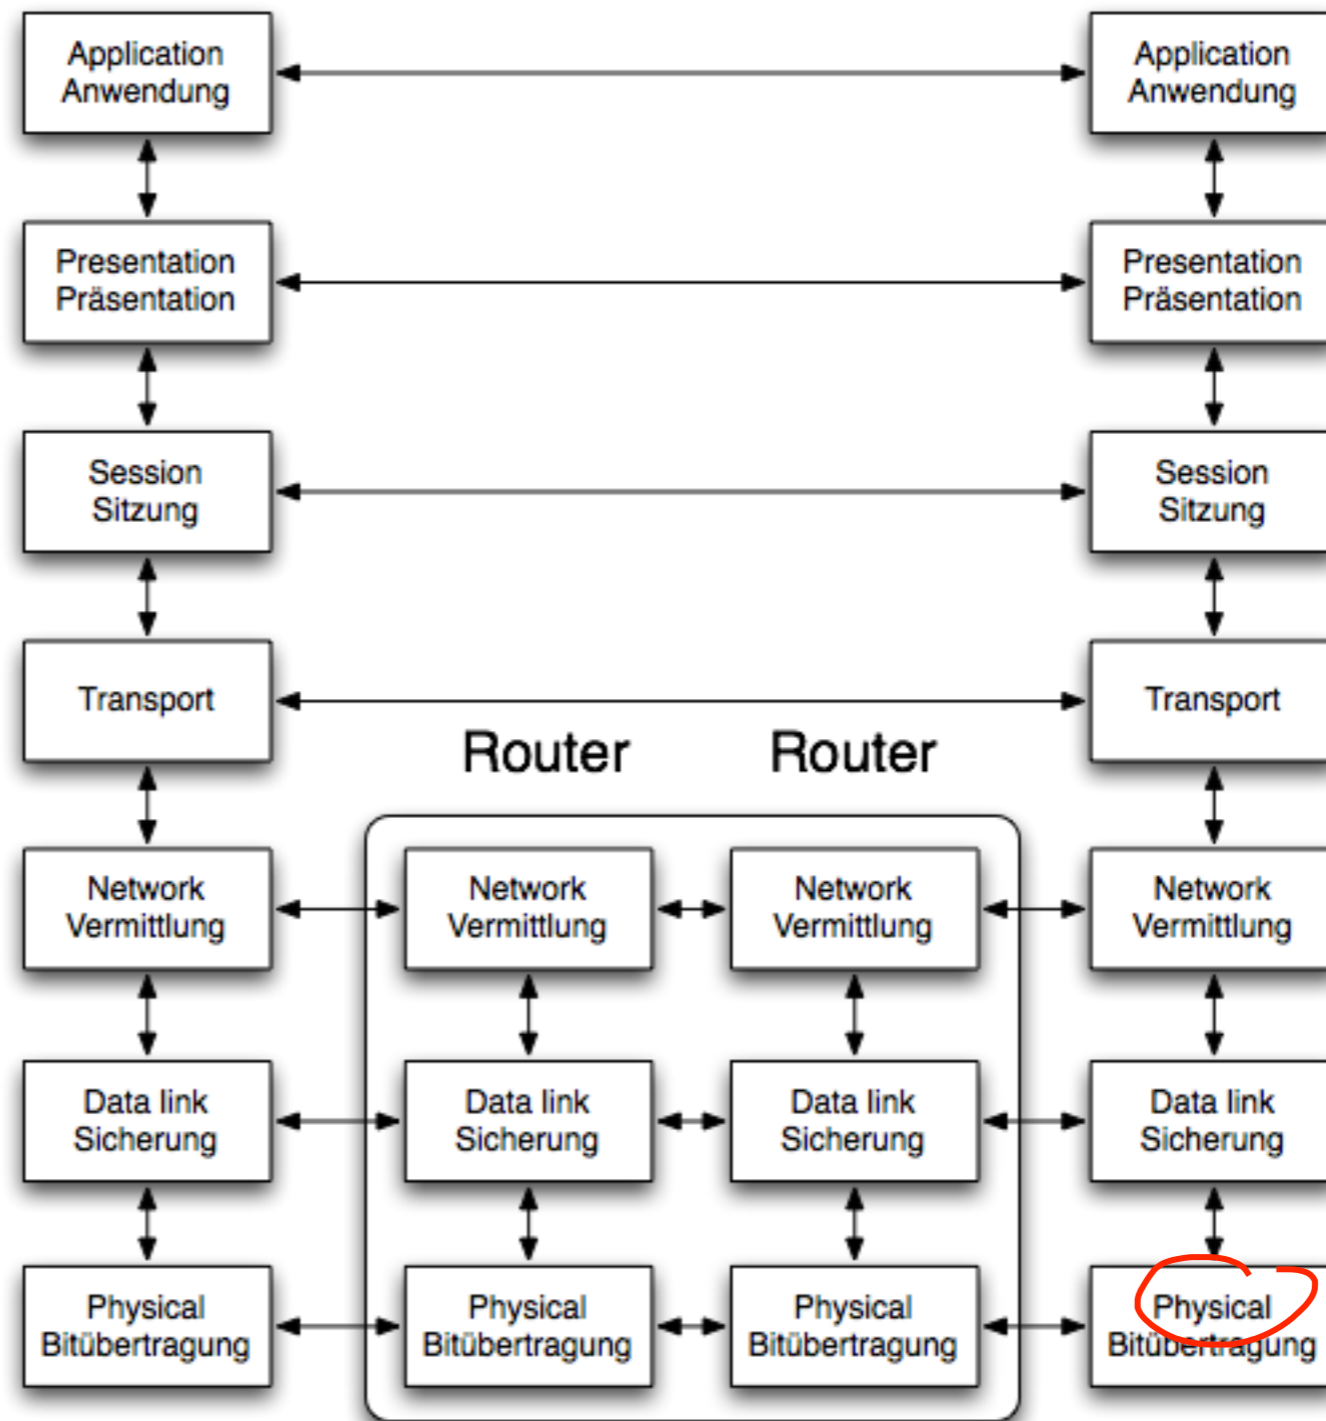 Application
Anwendung
Application
Anwendung
Presentation
Präsentation
Presentation
Präsentation
Session
Sitzung
Session
Sitzung
Transport
Transport
Router
Router
Network
Vermittlung
Network
Vermittlung
Network
Vermittlung
Network
Vermittlung
Data link
Sicherung
Data link
Sicherung
Data link
Sicherung
Data link
Sicherung
Physical
Bitübertragung
Physical
Bitübertragung
Physical
Bitübertragung
Physical
Bitübertragung